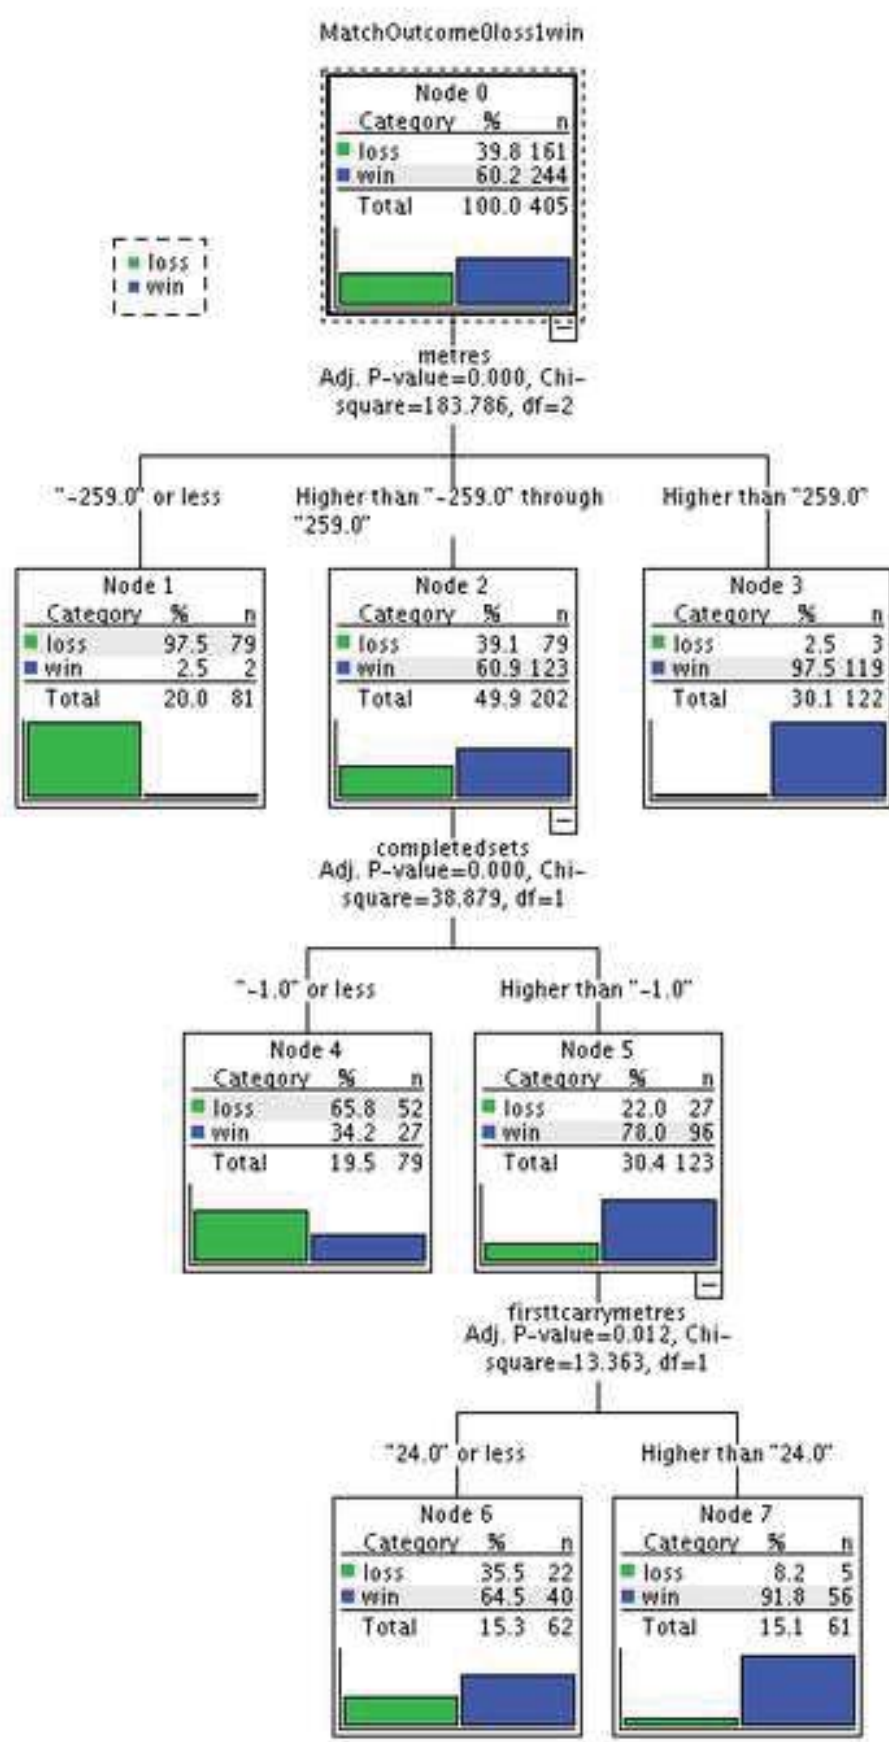 MatchOutcome0loss1win
Node 0
Category % n
loss 39.8 161
win 60.2 244
Total 100.0 405
loss
win
metres
Adj. P-value=0.000, Chi-
square=183.786, df=2
"-259.0" or less
Higher than "-259.0" through
"259.0"
Higher than "259.0"
Node 1
Category % n
loss 97.5 79
win 2.5 2
Total 20.0 81
Node 2
Category % n
loss 39.1 79
win 60.9 123
Total 49.9 202
Node 3
Category % n
loss 2.5 3
win 97.5 119
Total 30.1 122
completedsets
Adj. P-value=0.000, Chi-
square=38.879, df=1
"-1.0" or less
Higher than "-1.0"
Node 4
Category % n
loss 65.8 52
win 34.2 27
Total 19.5 79
Node 5
Category % n
loss 22.0 27
win 78.0 96
Total 30.4 123
firsttcarrymetres
Adj. P-value=0.012, Chi-
square=13.363, df=1
"24.0" or less
Higher than "24.0"
Node 6
Category % n
loss 35.5 22
win 64.5 40
Total 15.3 62
Node 7
Category % n
loss 8.2 5
win 91.8 56
Total 15.1 61